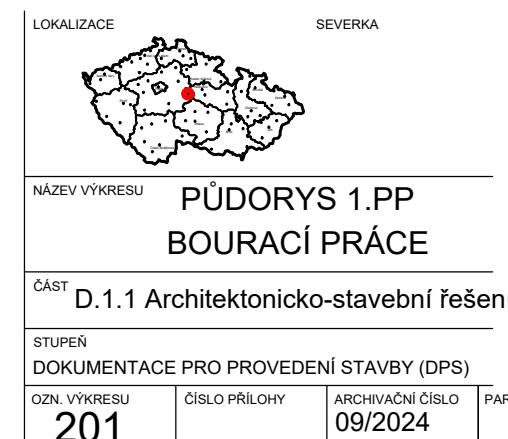 LOKALIZACE SEVERKA
NÁZEV VÝKRESU
PŮDORYS 1.PP
BOURACÍ PRÁCE
ČÁST
D.1.1 Architektonicko-stavební řešen
STUPEŇ
DOKUMENTACE PRO PROVEDENÍ STAVBY (DPS)
OZN. VÝKRESU ČÍSLO PŘÍLOHY ARCHIVAČNÍ ČÍSLO PAR
201 09/2024